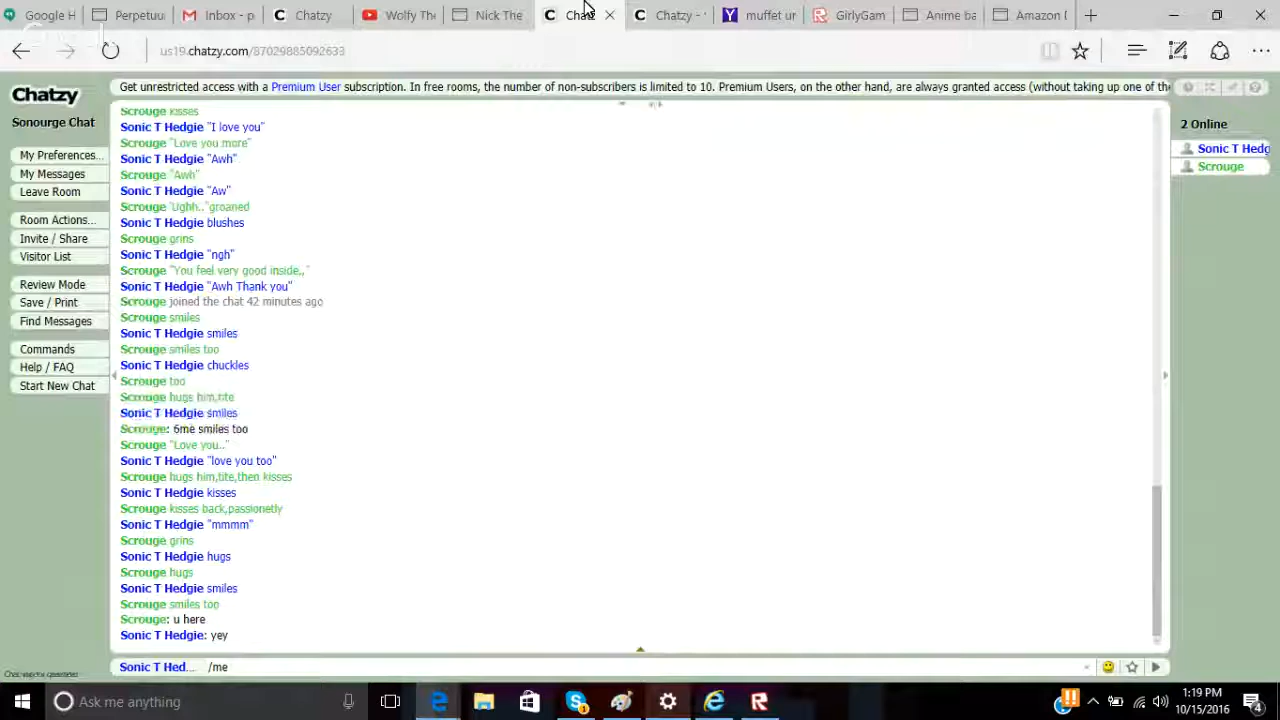 Google H
Perpetuu
Inbox - p
Chatzy
Wolfy The
Nick The
Chat
Chatzy -
muffet ur
GirlyGam
Anime ba
Amazon
us19.chatzy.com/87029885092633
Chatzy
Get unrestricted access with a Premium User subscription. In free rooms, the number of non-subscribers is limited to 10. Premium Users, on the other hand, are always granted access (without taking up one of the
Sonourge Chat
My Preferences...
My Messages
Leave Room
Room Actions...
Invite / Share
Visitor List
Review Mode
Save / Print
Find Messages
Commands
Help / FAQ
Start New Chat
Scrouge kisses
Sonic T Hedgie "I love you"
Scrouge "Love you more"
Sonic T Hedgie "Awh"
Scrouge "Awh"
Sonic T Hedgie "Aw"
Scrouge 'Ughh.."groaned
Sonic T Hedgie blushes
Scrouge grins
Sonic T Hedgie "ngh"
Scrouge "You feel very good inside,,"
Sonic T Hedgie "Awh Thank you"
Scrouge joined the chat 42 minutes ago
Scrouge smiles
Sonic T Hedgie smiles
Scrouge smiles too
Sonic T Hedgie chuckles
Scrouge too
Scrouge hugs him,tite
Sonic T Hedgie smiles
Scrouge: 6me smiles too
Scrouge "Love you.."
Sonic T Hedgie "love you too"
Scrouge hugs him,tite,then kisses
Sonic T Hedgie kisses
Scrouge kisses back,passionetly
Sonic T Hedgie "mmmm"
Scrouge grins
Sonic T Hedgie hugs
Scrouge hugs
Sonic T Hedgie smiles
Scrouge smiles too
Scrouge: u here
Sonic T Hedgie: yey
2 Online
Sonic T Hedg
Scrouge
Sonic T Hed... /me
Ask me anything
1:19 PM
10/15/2016
4